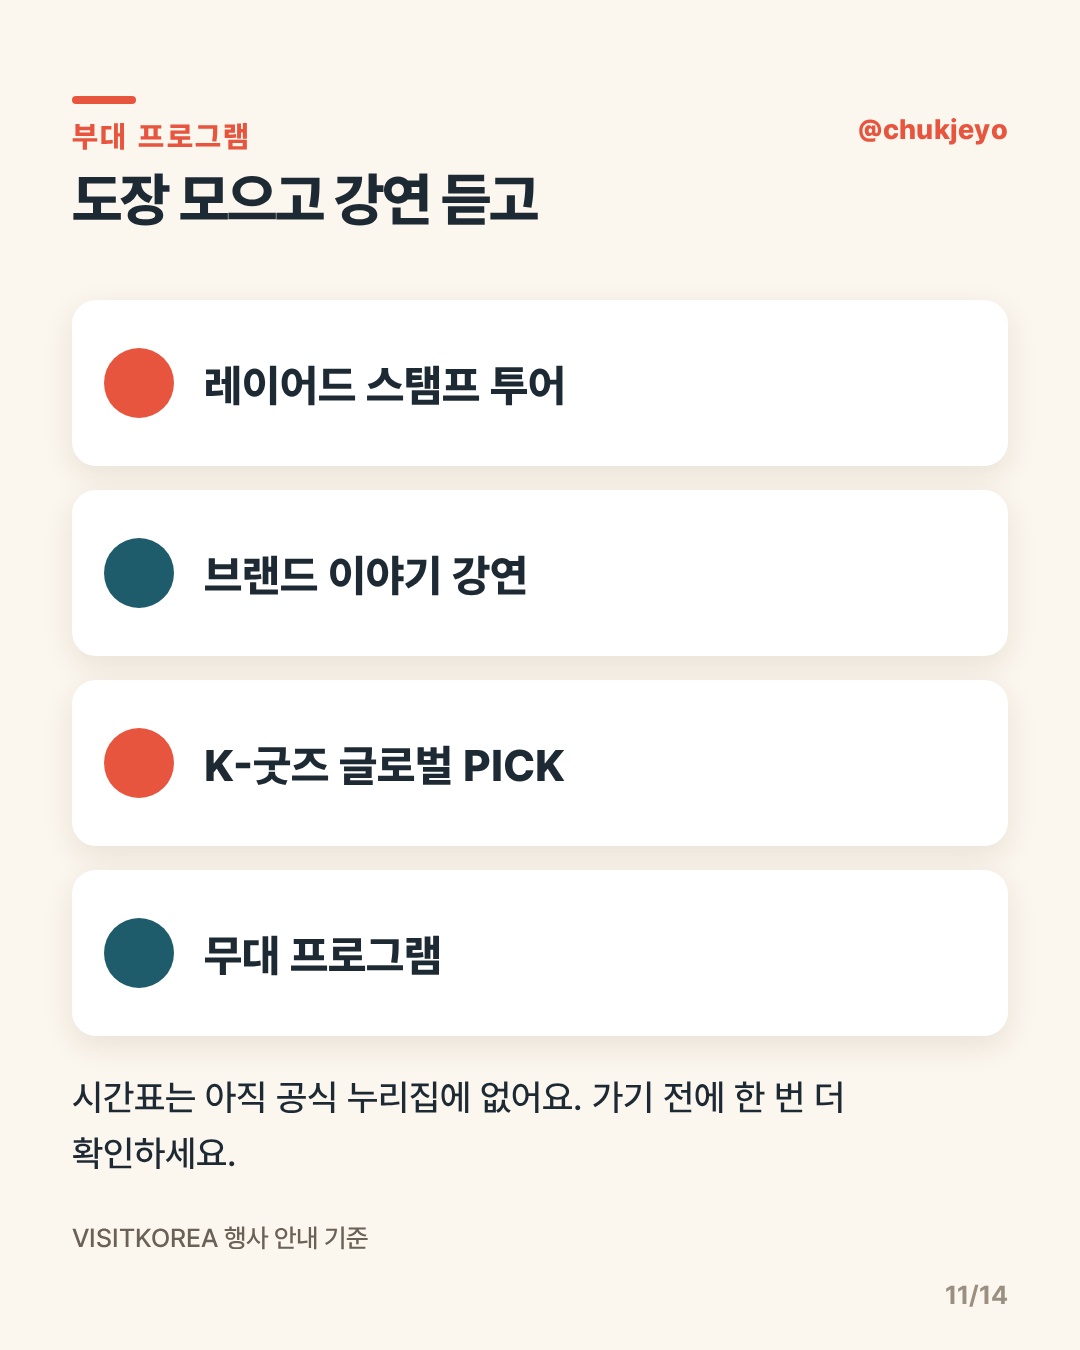 부대 프로그램
@chukjeyo
도장 모으고 강연 듣고
레이어드 스탬프 투어
브랜드 이야기 강연
K-굿즈 글로벌 PICK
무대 프로그램
시간표는 아직 공식 누리집에 없어요. 가기 전에 한 번 더
확인하세요.
VISITKOREA 행사 안내 기준
11/14